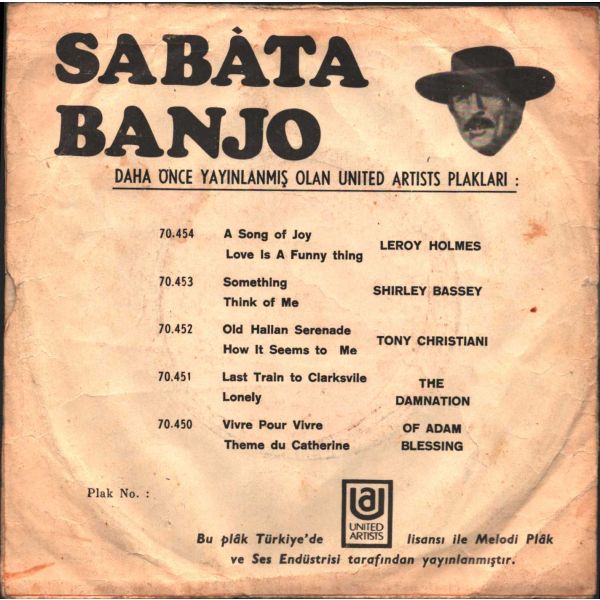 SABÀTA
BANJO
DAHA ÖNCE YAYINLANMIŞ OLAN UNITED ARTISTS PLAKLARI :
70.454 A Song of Joy
Love Is A Funny thing LEROY HOLMES
70.453 Something
Think of Me SHIRLEY BASSEY
70.452 Old Hallan Serenade
How It Seems to Me TONY CHRISTIANI
70.451 Last Train to Clarksvile THE
Lonely DAMNATION
70.450 Vivre Pour Vivre OF ADAM
Theme du Catherine BLESSING
Plak No. :
UA
UNITED
ARTISTS
Bu plâk Türkiye'de lisansı ile Melodi Plâk
ve Ses Endüstrisi tarafından yayınlanmıştır.